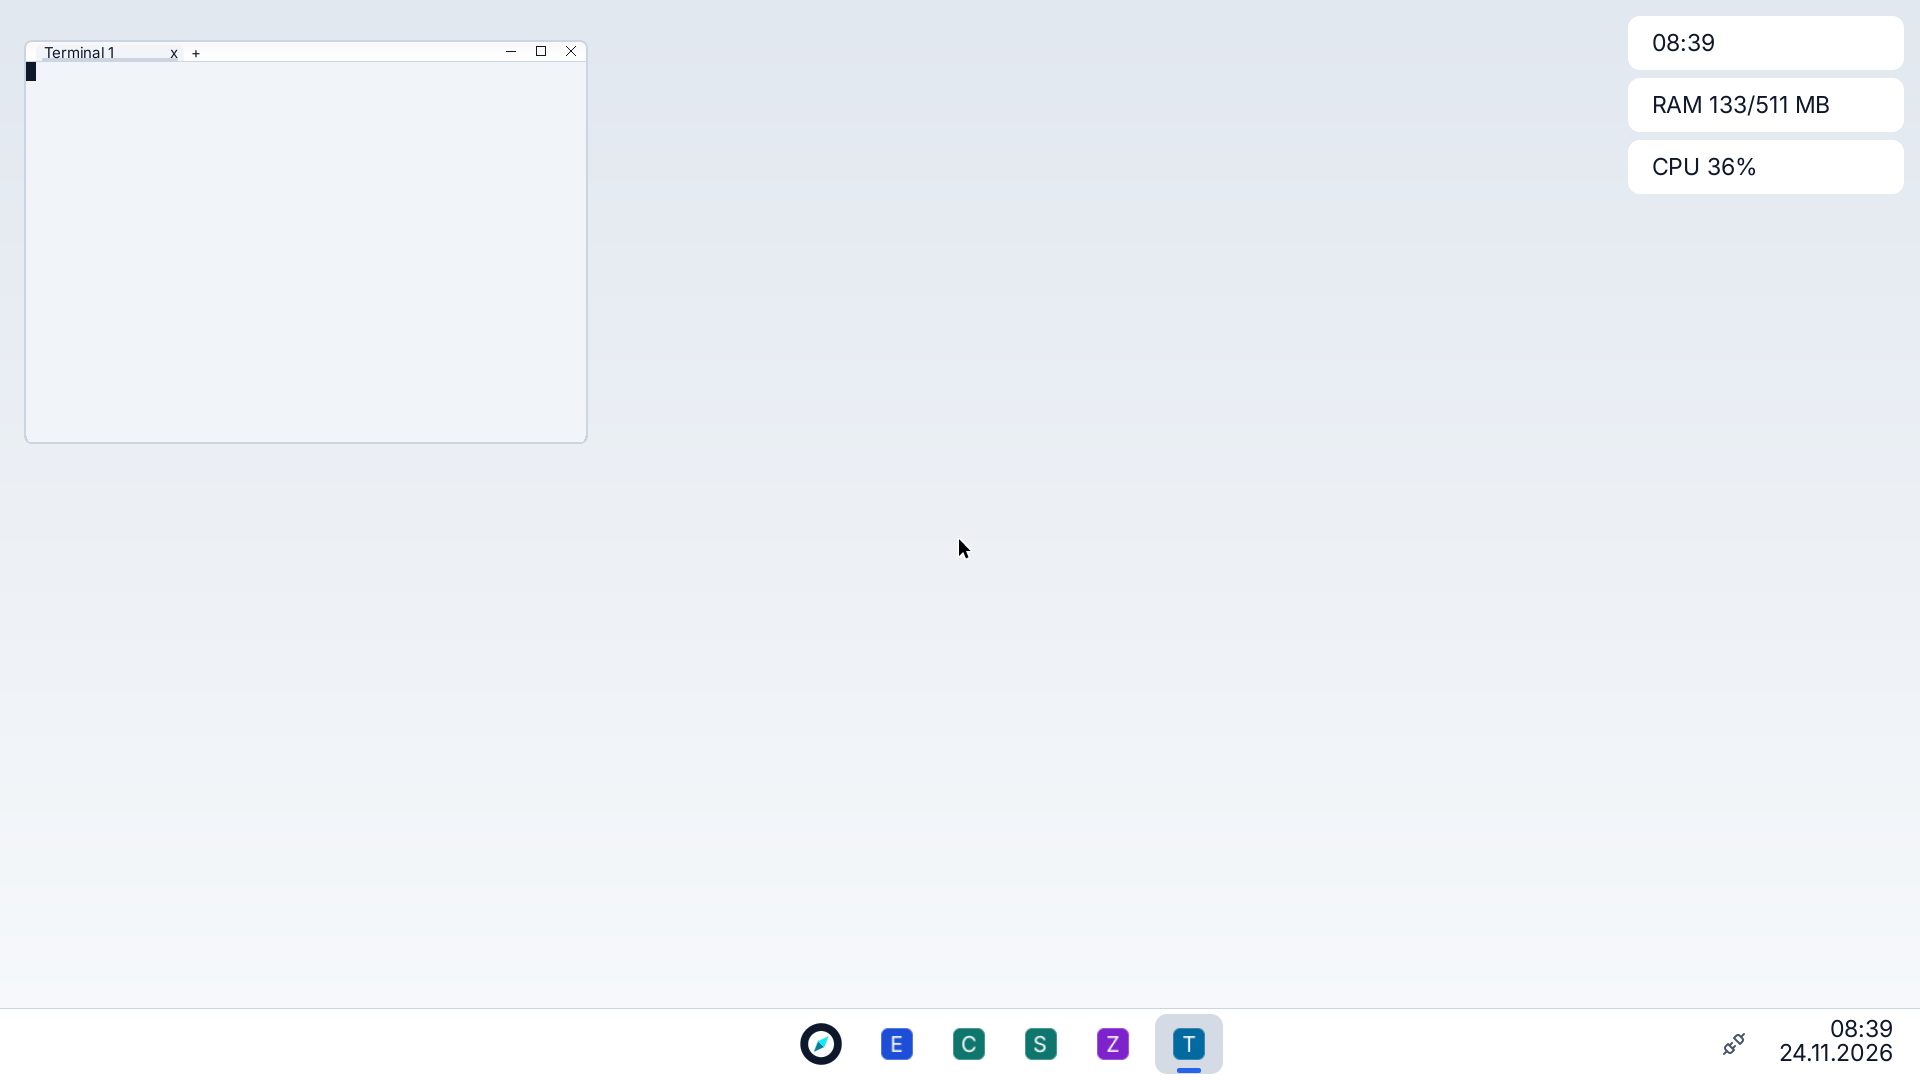 Terminal 1 x +
08:39
RAM 133/511 MB
CPU 36%
E C S Z T
08:39
24.11.2026